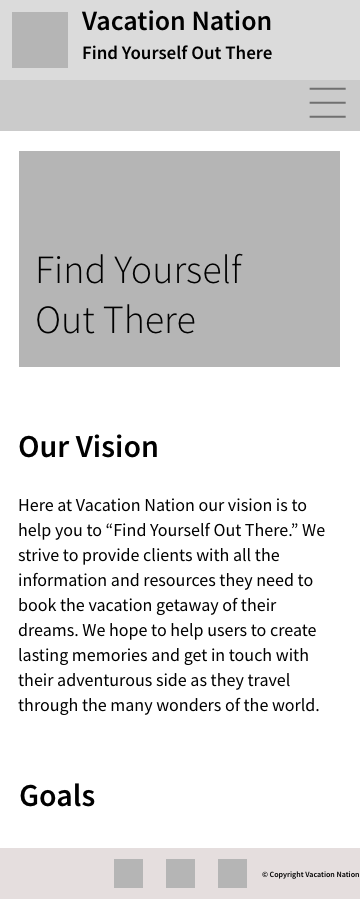 Vacation Nation
Find Yourself Out There
Find Yourself
Out There
Our Vision
Here at Vacation Nation our vision is to
help you to “Find Yourself Out There.” We
strive to provide clients with all the
information and resources they need to
book the vacation getaway of their
dreams. We hope to help users to create
lasting memories and get in touch with
their adventurous side as they travel
through the many wonders of the world.
Goals
© Copyright Vacation Nation